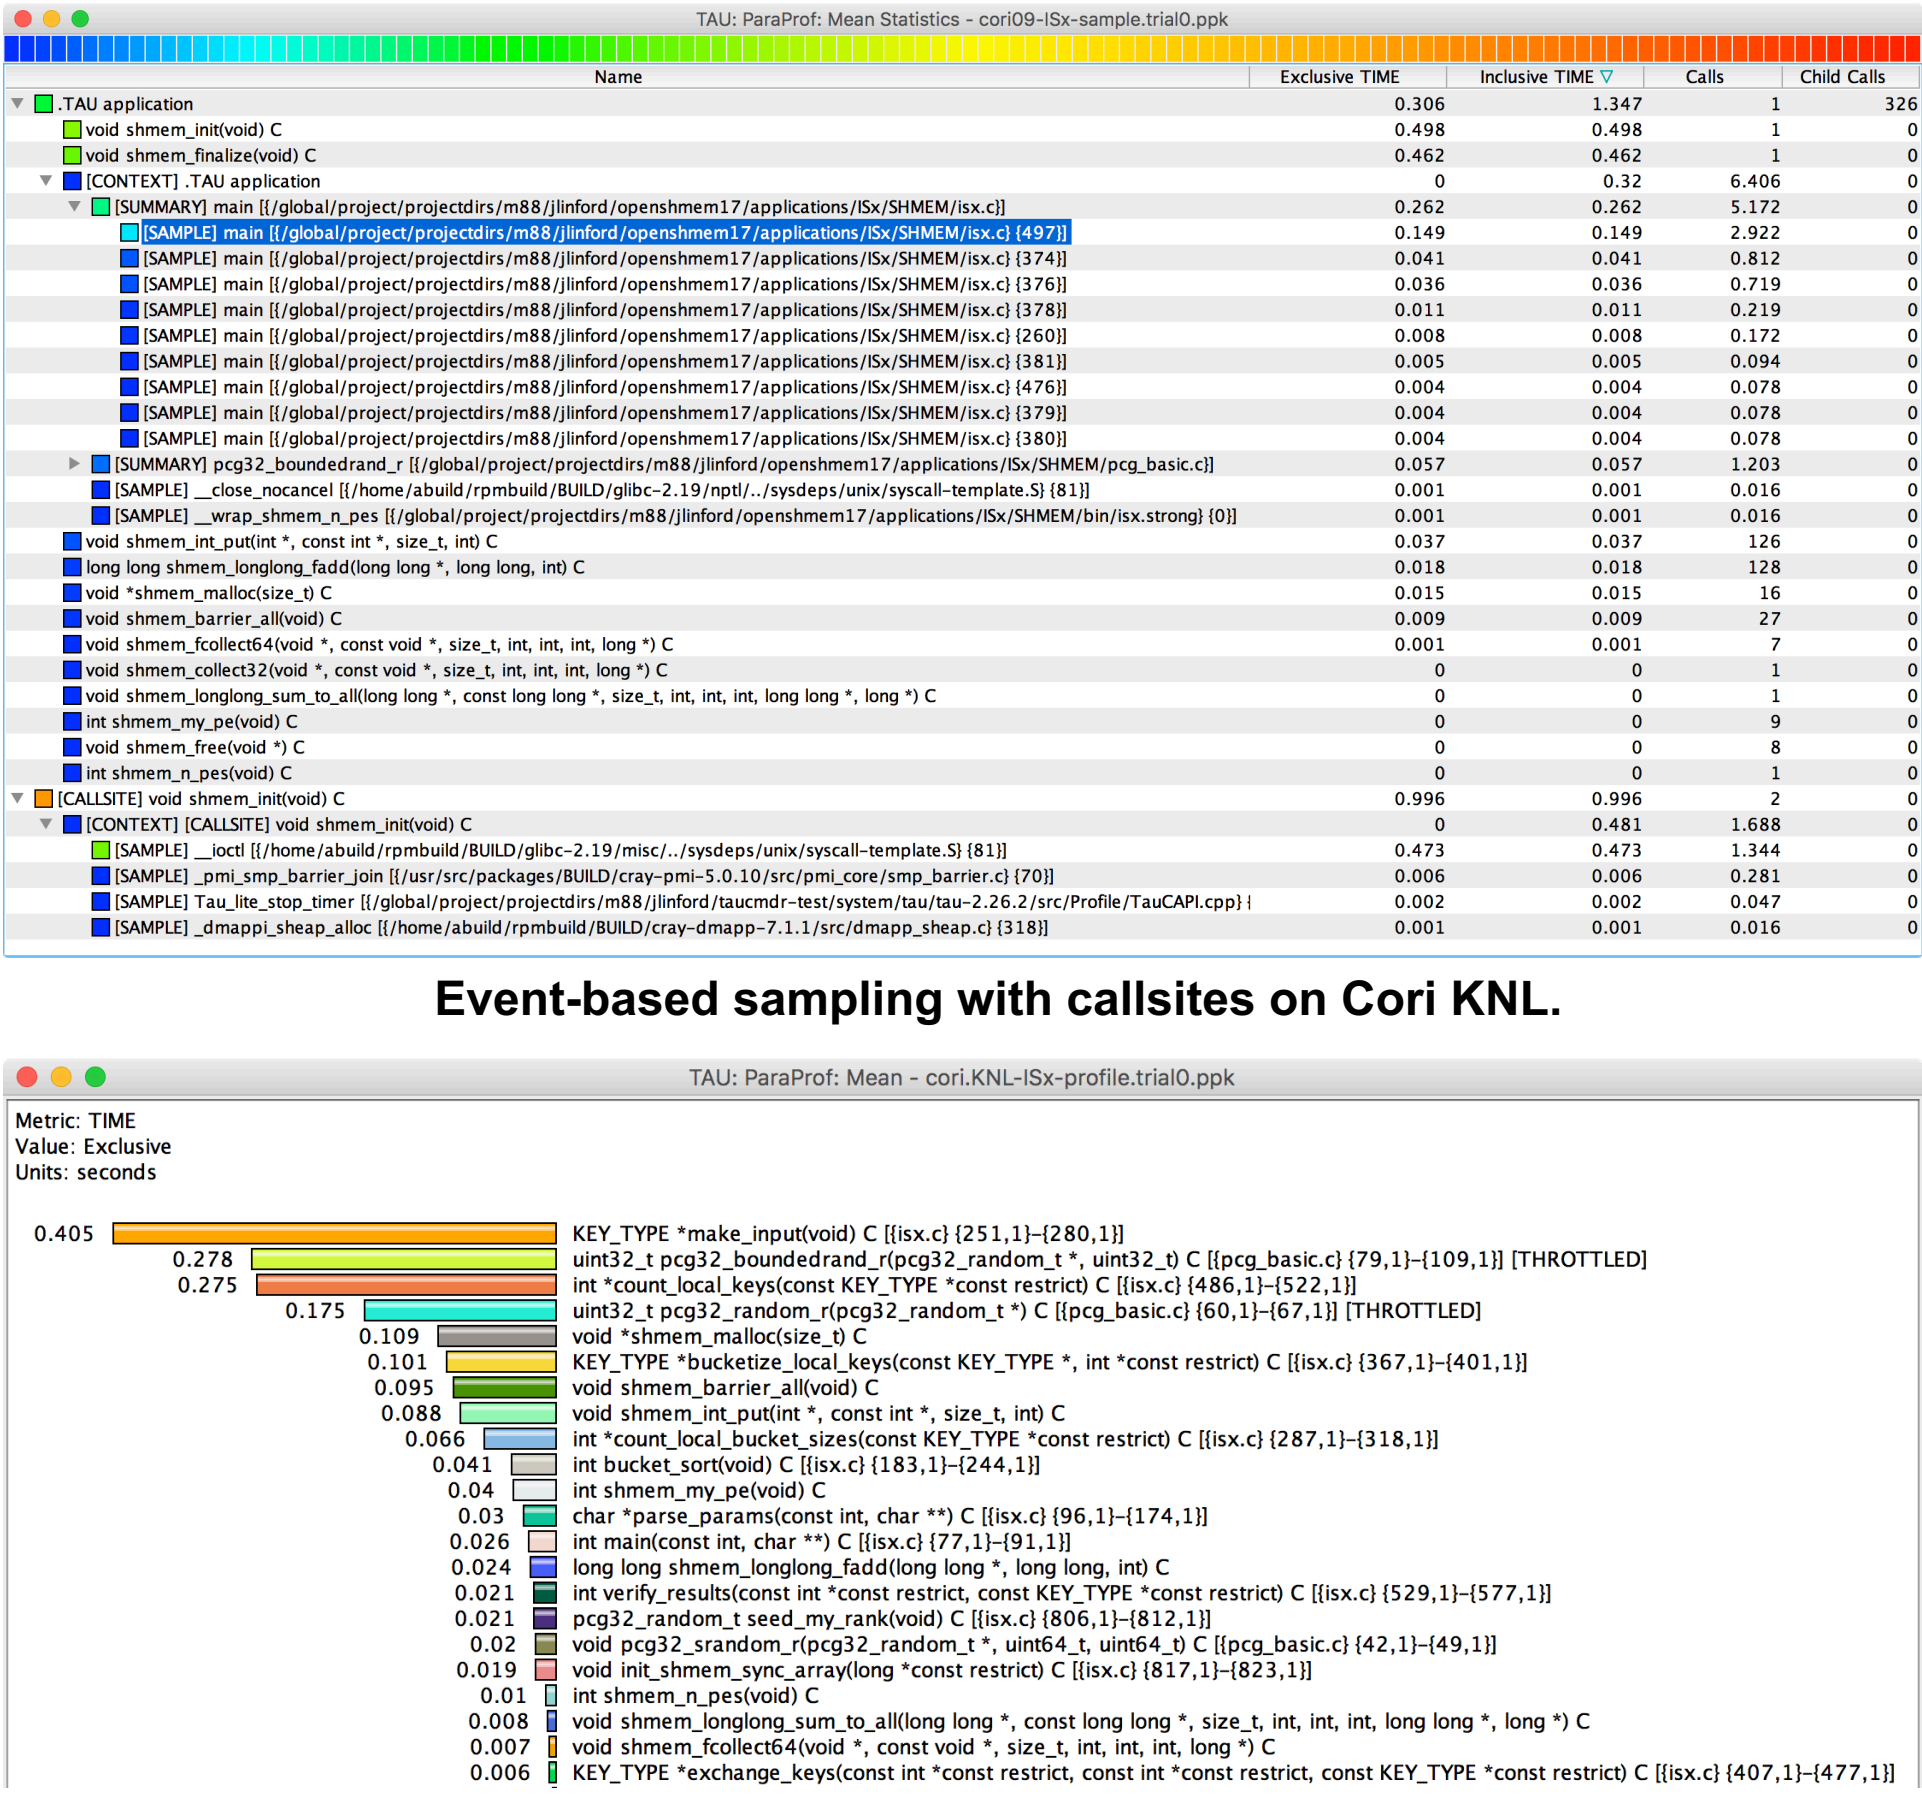 TAU: ParaProf: Mean Statistics - cori09-ISx-sample.trial0.ppk
Name Exclusive TIME Inclusive TIME Calls Child Calls
.TAU application 0.306 1.347 1 326
void shmem_init(void) C 0.498 0.498 1 0
void shmem_finalize(void) C 0.462 0.462 1 0
[CONTEXT] .TAU application 0 0.32 6.406 0
[SUMMARY] main [{/global/project/projectdirs/m88/jlinford/openshmem17/applications/ISx/SHMEM/isx.c}] 0.262 0.262 5.172 0
[SAMPLE] main [{/global/project/projectdirs/m88/jlinford/openshmem17/applications/ISx/SHMEM/isx.c} {497}] 0.149 0.149 2.922 0
[SAMPLE] main [{/global/project/projectdirs/m88/jlinford/openshmem17/applications/ISx/SHMEM/isx.c} {374}] 0.041 0.041 0.812 0
[SAMPLE] main [{/global/project/projectdirs/m88/jlinford/openshmem17/applications/ISx/SHMEM/isx.c} {376}] 0.036 0.036 0.719 0
[SAMPLE] main [{/global/project/projectdirs/m88/jlinford/openshmem17/applications/ISx/SHMEM/isx.c} {378}] 0.011 0.011 0.219 0
[SAMPLE] main [{/global/project/projectdirs/m88/jlinford/openshmem17/applications/ISx/SHMEM/isx.c} {260}] 0.008 0.008 0.172 0
[SAMPLE] main [{/global/project/projectdirs/m88/jlinford/openshmem17/applications/ISx/SHMEM/isx.c} {381}] 0.005 0.005 0.094 0
[SAMPLE] main [{/global/project/projectdirs/m88/jlinford/openshmem17/applications/ISx/SHMEM/isx.c} {476}] 0.004 0.004 0.078 0
[SAMPLE] main [{/global/project/projectdirs/m88/jlinford/openshmem17/applications/ISx/SHMEM/isx.c} {379}] 0.004 0.004 0.078 0
[SAMPLE] main [{/global/project/projectdirs/m88/jlinford/openshmem17/applications/ISx/SHMEM/isx.c} {380}] 0.004 0.004 0.078 0
[SUMMARY] pcg32_boundedrand_r [{/global/project/projectdirs/m88/jlinford/openshmem17/applications/ISx/SHMEM/pcg_basic.c}] 0.057 0.057 1.203 0
[SAMPLE] __close_nocancel [{/home/abuild/rpmbuild/BUILD/glibc-2.19/nptl/../sysdeps/unix/syscall-template.S} {81}] 0.001 0.001 0.016 0
[SAMPLE] __wrap_shmem_n_pes [{/global/project/projectdirs/m88/jlinford/openshmem17/applications/ISx/SHMEM/bin/isx.strong} {0}] 0.001 0.001 0.016 0
void shmem_int_put(int *, const int *, size_t, int) C 0.037 0.037 126 0
long long shmem_longlong_fadd(long long *, long long, int) C 0.018 0.018 128 0
void *shmem_malloc(size_t) C 0.015 0.015 16 0
void shmem_barrier_all(void) C 0.009 0.009 27 0
void shmem_fcollect64(void *, const void *, size_t, int, int, int, long *) C 0.001 0.001 7 0
void shmem_collect32(void *, const void *, size_t, int, int, int, long *) C 0 0 1 0
void shmem_longlong_sum_to_all(long long *, const long long *, size_t, int, int, int, long long *, long *) C 0 0 1 0
int shmem_my_pe(void) C 0 0 9 0
void shmem_free(void *) C 0 0 8 0
int shmem_n_pes(void) C 0 0 1 0
[CALLSITE] void shmem_init(void) C 0.996 0.996 2 0
[CONTEXT] [CALLSITE] void shmem_init(void) C 0 0.481 1.688 0
[SAMPLE] __ioctl [{/home/abuild/rpmbuild/BUILD/glibc-2.19/misc/../sysdeps/unix/syscall-template.S} {81}] 0.473 0.473 1.344 0
[SAMPLE] _pmi_smp_barrier_join [{/usr/src/packages/BUILD/cray-pmi-5.0.10/src/pmi_core/smp_barrier.c} {70}] 0.006 0.006 0.281 0
[SAMPLE] Tau_lite_stop_timer [{/global/project/projectdirs/m88/jlinford/taucmdr-test/system/tau/tau-2.26.2/src/Profile/TauCAPI.cpp} { 0.002 0.002 0.047 0
[SAMPLE] _dmappi_sheap_alloc [{/home/abuild/rpmbuild/BUILD/cray-dmapp-7.1.1/src/dmapp_sheap.c} {318}] 0.001 0.001 0.016 0
Event-based sampling with callsites on Cori KNL.
TAU: ParaProf: Mean - cori.KNL-ISx-profile.trial0.ppk
Metric: TIME
Value: Exclusive
Units: seconds
0.405 KEY_TYPE *make_input(void) C [{isx.c} {251,1}-{280,1}]
0.278 uint32_t pcg32_boundedrand_r(pcg32_random_t *, uint32_t) C [{pcg_basic.c} {79,1}-{109,1}] [THROTTLED]
0.275 int *count_local_keys(const KEY_TYPE *const restrict) C [{isx.c} {486,1}-{522,1}]
0.175 uint32_t pcg32_random_r(pcg32_random_t *) C [{pcg_basic.c} {60,1}-{67,1}] [THROTTLED]
0.109 void *shmem_malloc(size_t) C
0.101 KEY_TYPE *bucketize_local_keys(const KEY_TYPE *, int *const restrict) C [{isx.c} {367,1}-{401,1}]
0.095 void shmem_barrier_all(void) C
0.088 void shmem_int_put(int *, const int *, size_t, int) C
0.066 int *count_local_bucket_sizes(const KEY_TYPE *const restrict) C [{isx.c} {287,1}-{318,1}]
0.041 int bucket_sort(void) C [{isx.c} {183,1}-{244,1}]
0.04 int shmem_my_pe(void) C
0.03 char *parse_params(const int, char **) C [{isx.c} {96,1}-{174,1}]
0.026 int main(const int, char **) C [{isx.c} {77,1}-{91,1}]
0.024 long long shmem_longlong_fadd(long long *, long long, int) C
0.021 int verify_results(const int *const restrict, const KEY_TYPE *const restrict) C [{isx.c} {529,1}-{577,1}]
0.021 pcg32_random_t seed_my_rank(void) C [{isx.c} {806,1}-{812,1}]
0.02 void pcg32_srandom_r(pcg32_random_t *, uint64_t, uint64_t) C [{pcg_basic.c} {42,1}-{49,1}]
0.019 void init_shmem_sync_array(long *const restrict) C [{isx.c} {817,1}-{823,1}]
0.01 int shmem_n_pes(void) C
0.008 void shmem_longlong_sum_to_all(long long *, const long long *, size_t, int, int, int, long long *, long *) C
0.007 void shmem_fcollect64(void *, const void *, size_t, int, int, int, long *) C
0.006 KEY_TYPE *exchange_keys(const int *const restrict, const int *const restrict, const KEY_TYPE *const restrict) C [{isx.c} {407,1}-{477,1}]